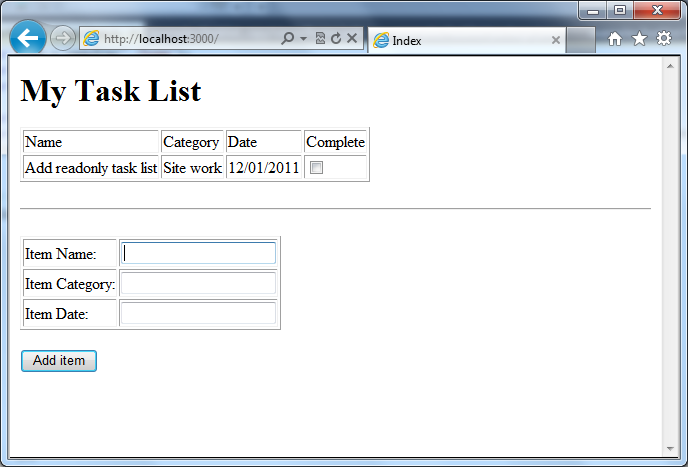 http://localhost:3000/
Index
My Task List
Name Category Date Complete
Add readonly task list Site work 12/01/2011
Item Name:
Item Category:
Item Date:
Add item